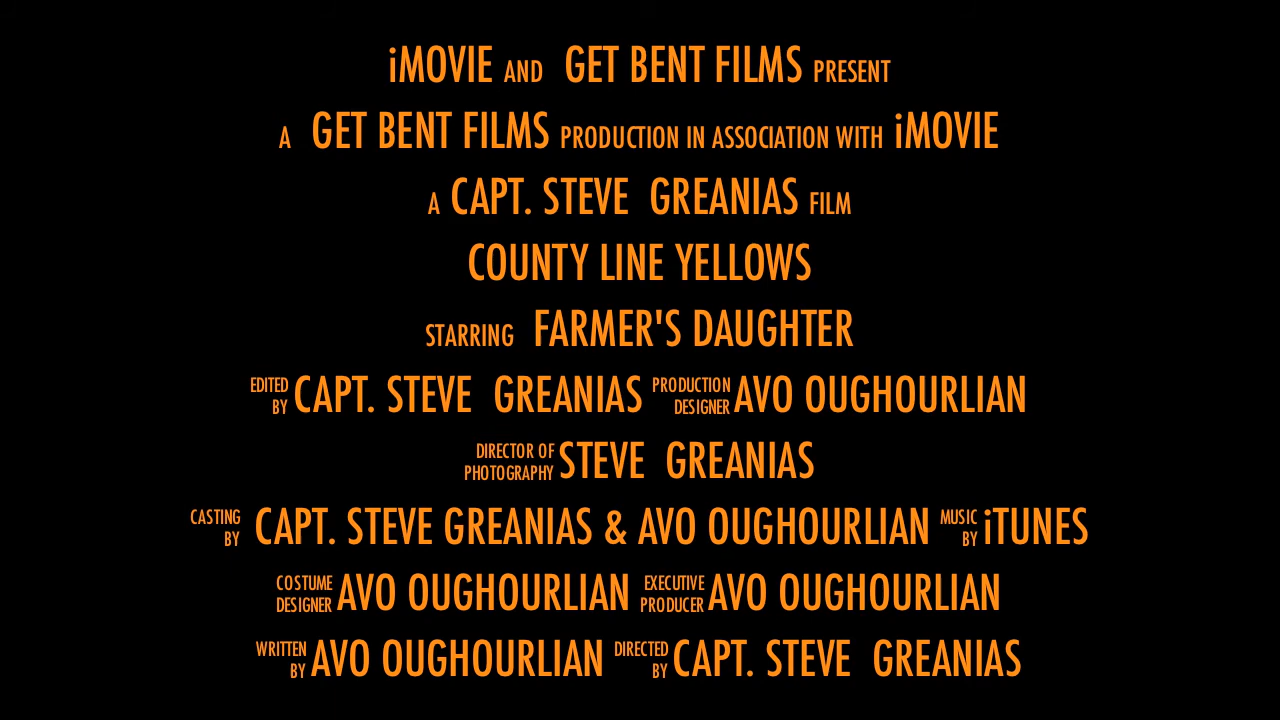 iMOVIE AND GET BENT FILMS PRESENT
A GET BENT FILMS PRODUCTION IN ASSOCIATION WITH iMOVIE
A CAPT. STEVE GREANIAS FILM
COUNTY LINE YELLOWS
STARRING FARMER'S DAUGHTER
EDITED BY CAPT. STEVE GREANIAS PRODUCTION DESIGNER AVO OUGHOURLIAN
DIRECTOR OF PHOTOGRAPHY STEVE GREANIAS
CASTING BY CAPT. STEVE GREANIAS & AVO OUGHOURLIAN MUSIC BY iTUNES
COSTUME DESIGNER AVO OUGHOURLIAN EXECUTIVE PRODUCER AVO OUGHOURLIAN
WRITTEN BY AVO OUGHOURLIAN DIRECTED BY CAPT. STEVE GREANIAS